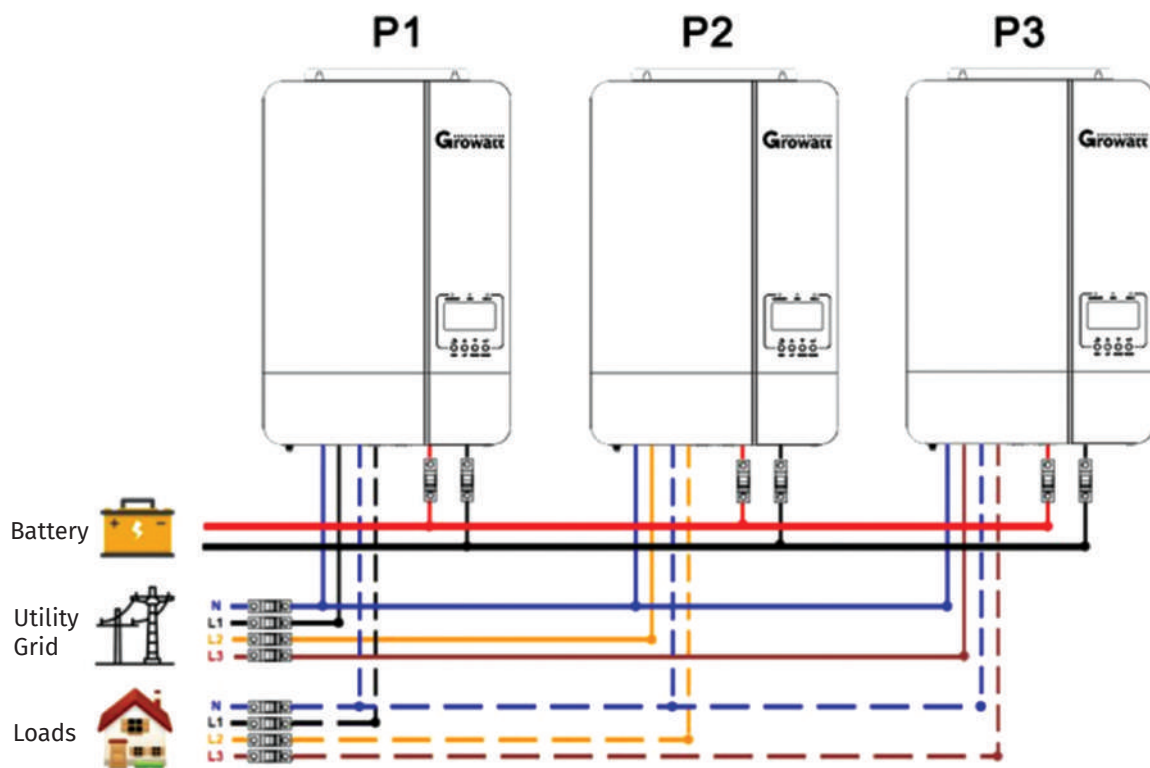 P1 P2 P3
Growatt Growatt Growatt
Battery
+ −
Utility
Grid
N
L1
L2
L3
Loads
N
L1
L2
L3